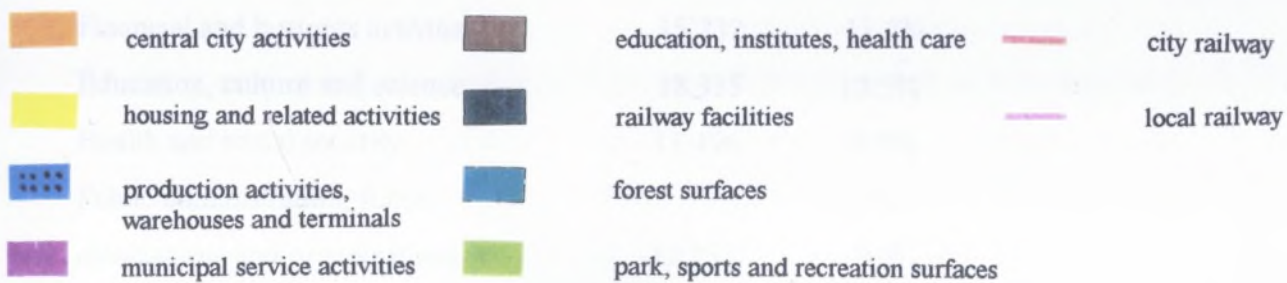 central city activities
education, institutes, health care
city railway
housing and related activities
railway facilities
local railway
production activities,
warehouses and terminals
forest surfaces
municipal service activities
park, sports and recreation surfaces